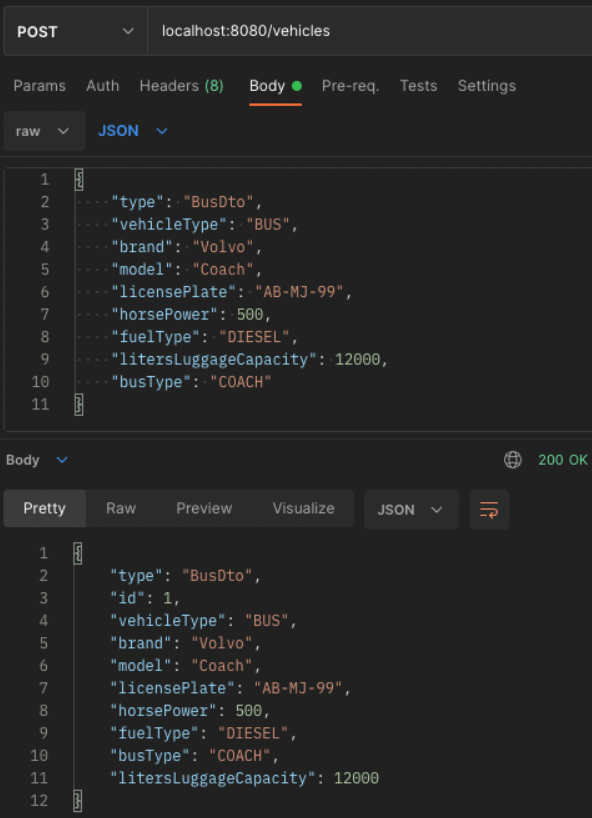 POST localhost:8080/vehicles
Params Auth Headers (8) Body Pre-req. Tests Settings
raw JSON
1 {
2 "type": "BusDto",
3 "vehicleType": "BUS",
4 "brand": "Volvo",
5 "model": "Coach",
6 "licensePlate": "AB-MJ-99",
7 "horsePower": 500,
8 "fuelType": "DIESEL",
9 "litersLuggageCapacity": 12000,
10 "busType": "COACH"
11 }
Body 200 OK
Pretty Raw Preview Visualize JSON
1 {
2 "type": "BusDto",
3 "id": 1,
4 "vehicleType": "BUS",
5 "brand": "Volvo",
6 "model": "Coach",
7 "licensePlate": "AB-MJ-99",
8 "horsePower": 500,
9 "fuelType": "DIESEL",
10 "busType": "COACH",
11 "litersLuggageCapacity": 12000
12 }